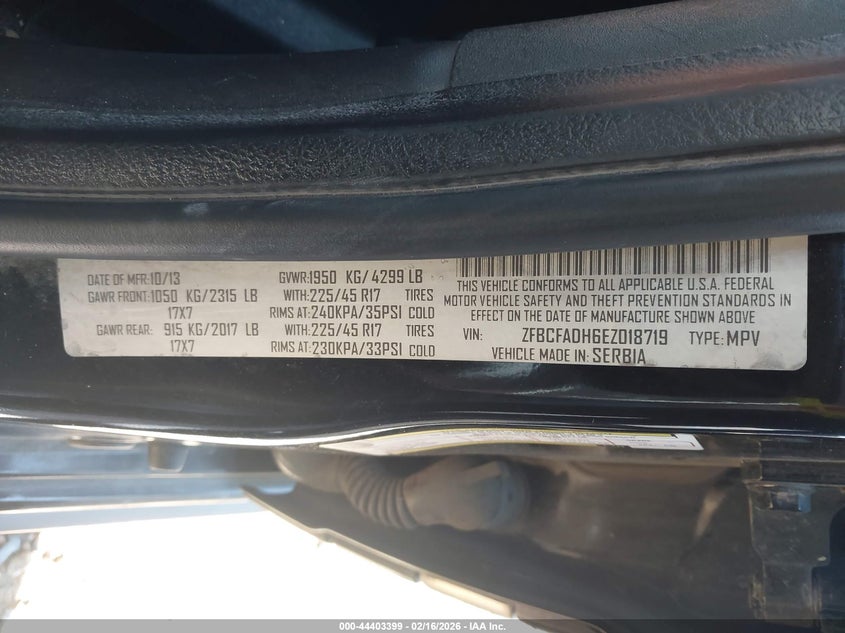 DATE OF MFR:10/13 GVWR:1950 KG/4299 LB
GAWR FRONT:1050 KG/2315 LB WITH:225/45 R17 TIRES
17X7 RIMS AT:240KPA/35PSI COLD
GAWR REAR: 915 KG/2017 LB WITH:225/45 R17 TIRES
17X7 RIMS AT:230KPA/33PSI COLD
THIS VEHICLE CONFORMS TO ALL APPLICABLE U.S.A. FEDERAL
MOTOR VEHICLE SAFETY AND THEFT PREVENTION STANDARDS IN
EFFECT ON THE DATE OF MANUFACTURE SHOWN ABOVE
VIN: ZFBCFADH6EZ018719 TYPE: MPV
VEHICLE MADE IN: SERBIA
000-44403399 - 02/16/2026 - IAA Inc.